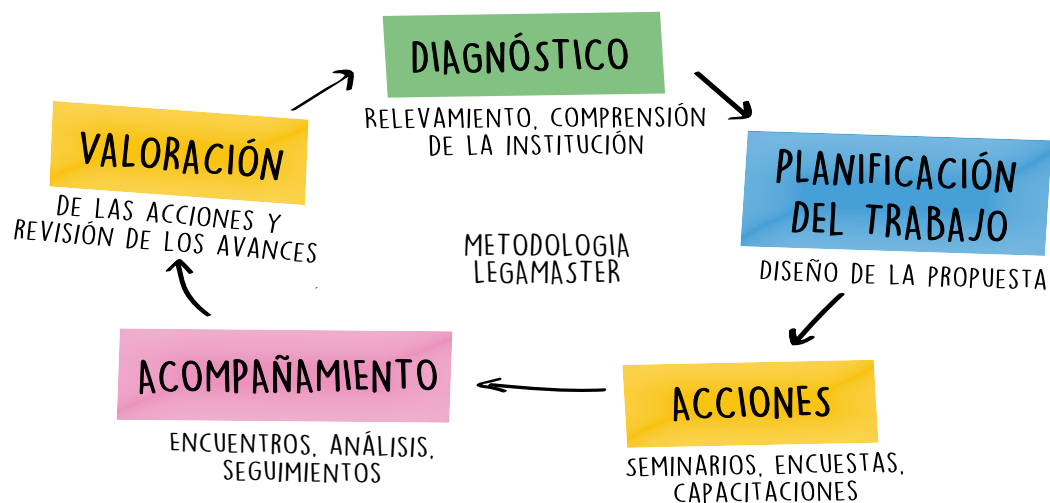 DIAGNÓSTICO
RELEVAMIENTO, COMPRENSIÓN
DE LA INSTITUCIÓN
PLANIFICACIÓN
DEL TRABAJO
DISEÑO DE LA PROPUESTA
ACCIONES
SEMINARIOS, ENCUESTAS,
CAPACITACIONES
ACOMPAÑAMIENTO
ENCUENTROS, ANÁLISIS,
SEGUIMIENTOS
VALORACIÓN
DE LAS ACCIONES Y
REVISIÓN DE LOS AVANCES
METODOLOGIA
LEGAMASTER